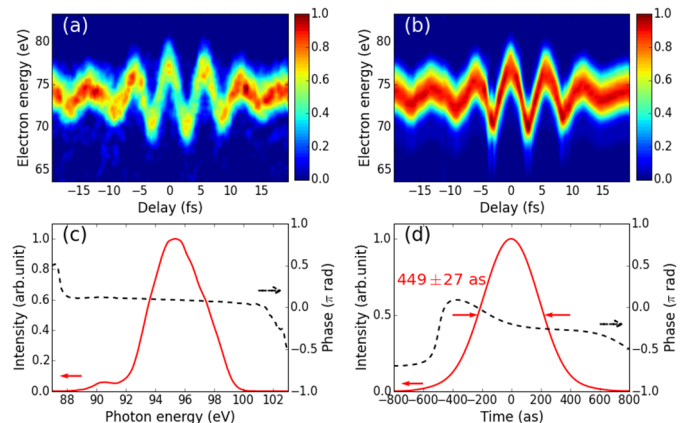 (a)
Electron energy (eV)
80
75
70
65
−15 −10 −5 0 5 10 15
Delay (fs)
1.0
0.8
0.6
0.4
0.2
0.0
(b)
Electron energy (eV)
80
75
70
65
−15 −10 −5 0 5 10 15
Delay (fs)
1.0
0.8
0.6
0.4
0.2
0.0
(c)
Intensity (arb.unit)
1.0
0.8
0.6
0.4
0.2
0.0
88 90 92 94 96 98 100 102
Photon energy (eV)
1.0
0.5
0.0
−0.5
−1.0
Phase (π rad)
(d)
449±27 as
Intensity (arb.unit)
1.0
0.5
0.0
−800 −600 −400 −200 0 200 400 600 800
Time (as)
1.0
0.5
0.0
−0.5
−1.0
Phase (π rad)